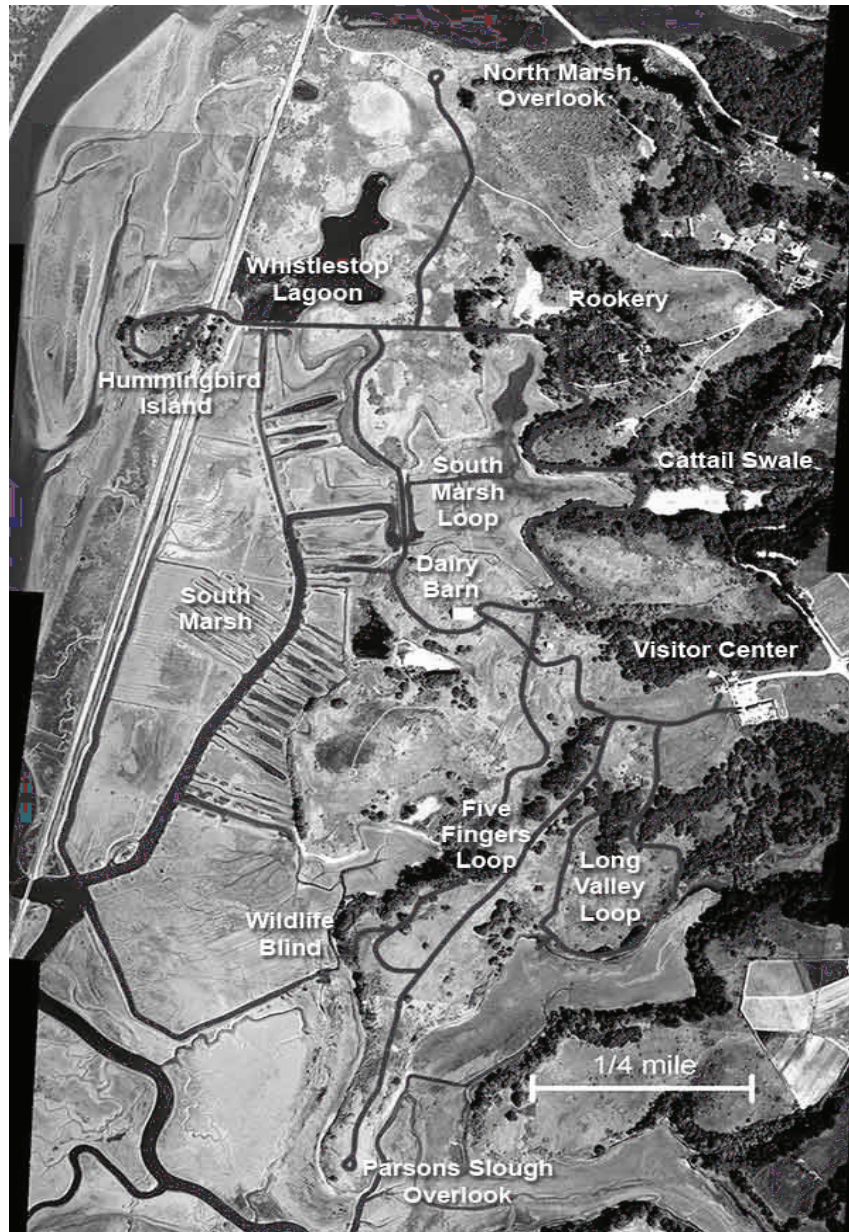 North Marsh
Overlook
Whistlestop
Lagoon
Rookery
Hummingbird
Island
South
Marsh
Loop
Cattail Swale
Dairy
Barn
South
Marsh
Visitor Center
Five
Fingers
Loop
Long
Valley
Loop
Wildlife
Blind
1/4 mile
Parsons Slough
Overlook